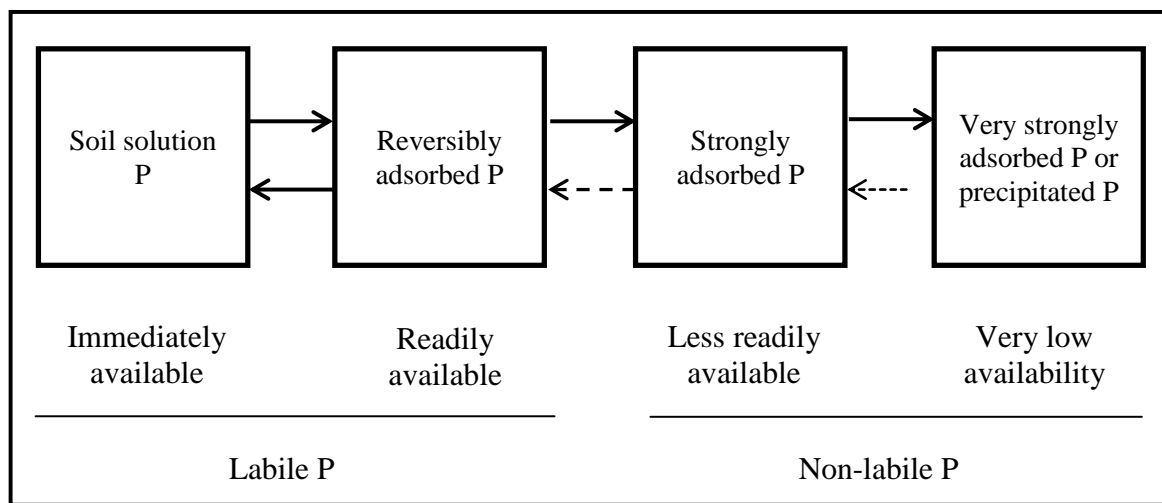 Soil solution
P
Reversibly
adsorbed P
Strongly
adsorbed P
Very strongly
adsorbed P or
precipitated P
Immediately
available
Readily
available
Less readily
available
Very low
availability
Labile P
Non-labile P